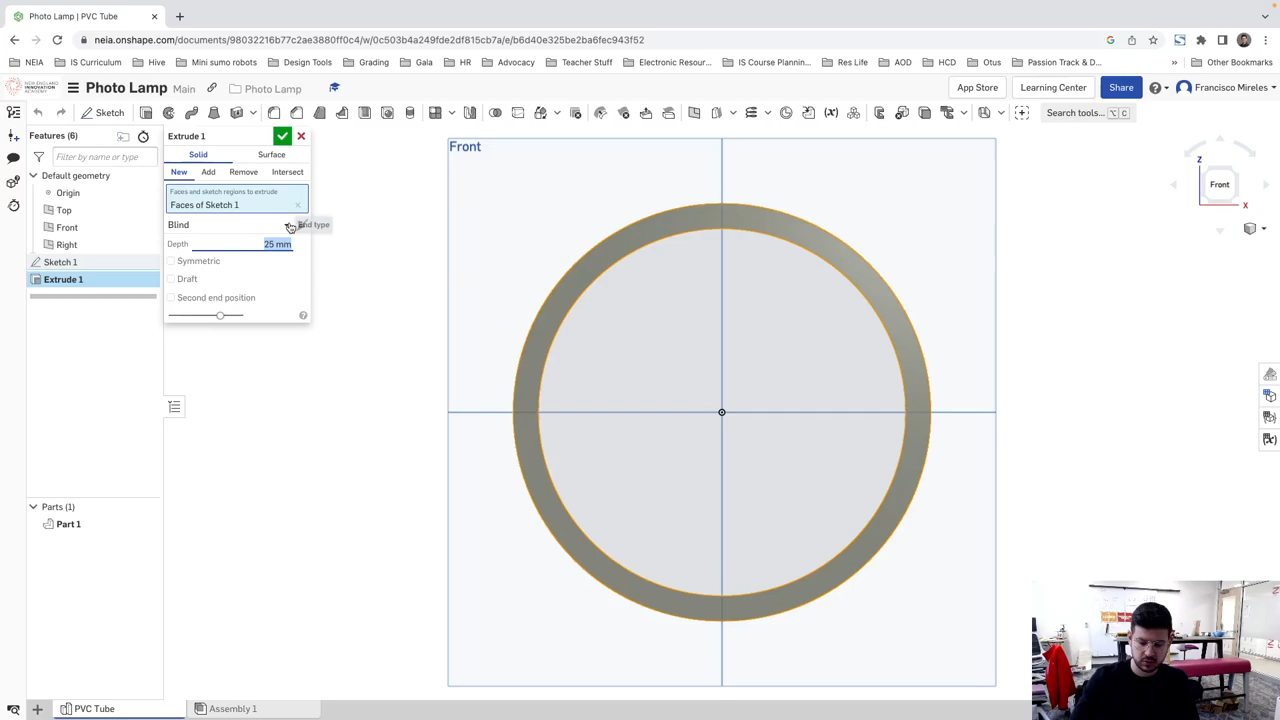 Photo Lamp | PVC Tube
neia.onshape.com/documents/98032216b77c2ae3880ff0c4/w/0c503b4a249fde2df815cb7a/e/b6d40e325be2ba6fec943f52
NEIA
IS Curriculum
Hive
Mini sumo robots
Design Tools
Grading
Gaia
HR
Advocacy
Teacher Stuff
Electronic Resour...
IS Course Plannin...
Res Life
AOD
HCD
Otus
Passion Track & D...
Other Bookmarks
Photo Lamp Main
Photo Lamp
App Store
Learning Center
Share
Francisco Mireles
Sketch
Search tools...
Features (6)
Filter by name or type
Default geometry
Origin
Top
Front
Right
Sketch 1
Extrude 1
Parts (1)
Part 1
Extrude 1
Solid
Surface
New
Add
Remove
Intersect
Faces and sketch regions to extrude
Faces of Sketch 1
Blind
End type
Depth 25 mm
Symmetric
Draft
Second end position
Front
Z
Front
X
PVC Tube
Assembly 1